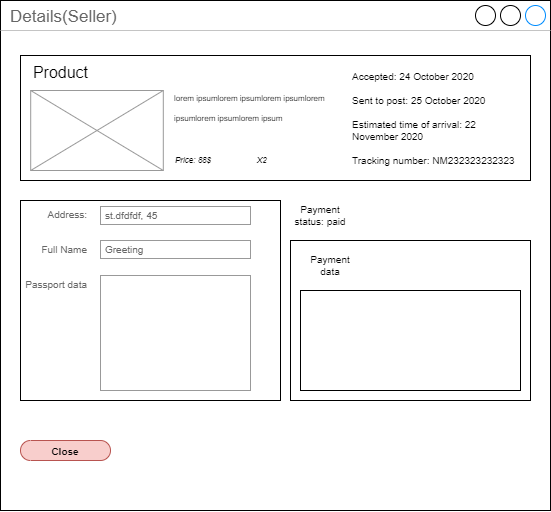 Details(Seller)
Product
lorem ipsumlorem ipsumlorem ipsumlorem
ipsumlorem ipsumlorem ipsum
Price: 88$
X2
Accepted: 24 October 2020
Sent to post: 25 October 2020
Estimated time of arrival: 22
November 2020
Tracking number: NM232323232323
Address:
st.dfdfdf, 45
Full Name
Greeting
Passport data
Payment
status: paid
Payment
data
Close